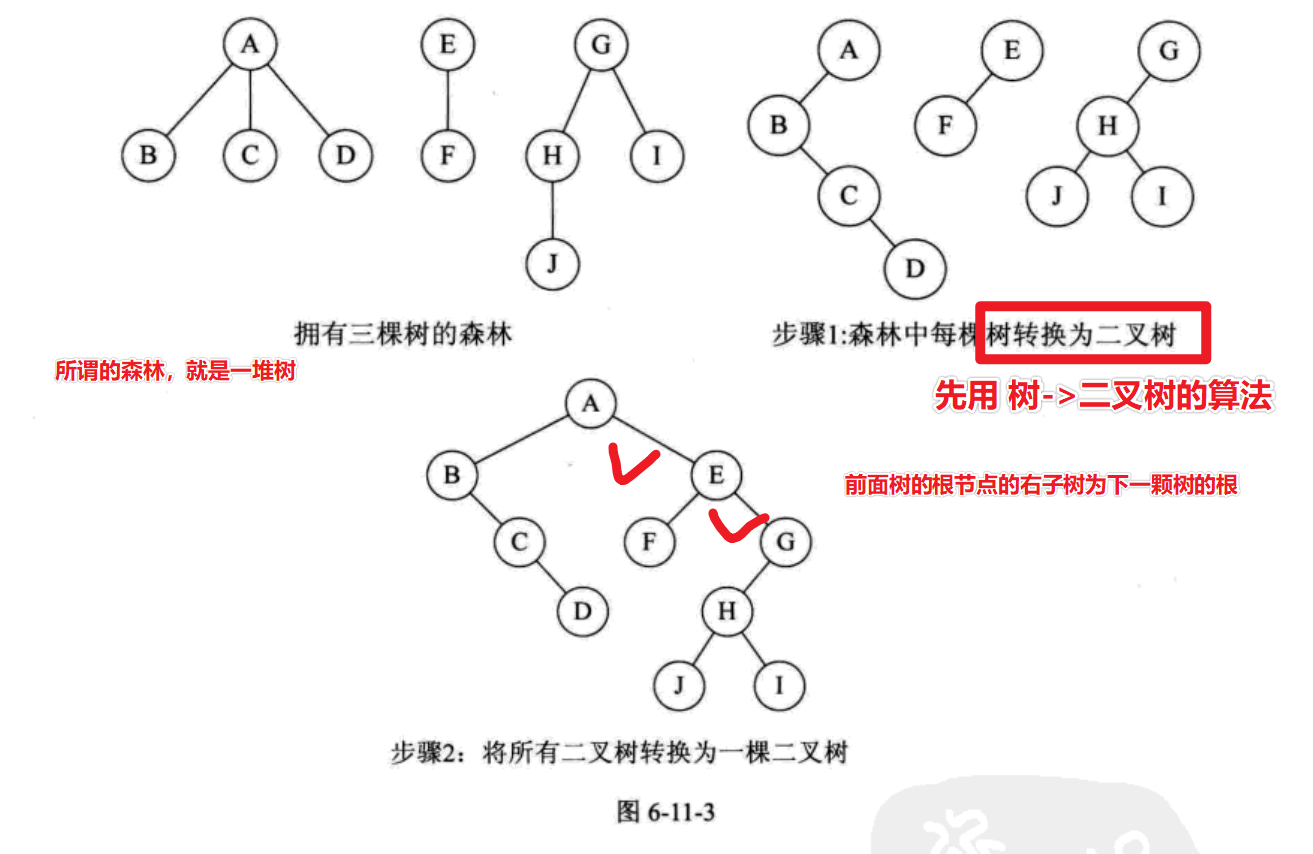 A E G A E G
B C D F H I B F H
C J I
J D
拥有三棵树的森林 步骤1:森林中每棵树转换为二叉树
所谓的森林，就是一堆树
先用 树->二叉树的算法
A
B E
前面树的根节点的右子树为下一颗树的根
C F G
D H
J I
步骤2：将所有二叉树转换为一棵二叉树
图 6-11-3